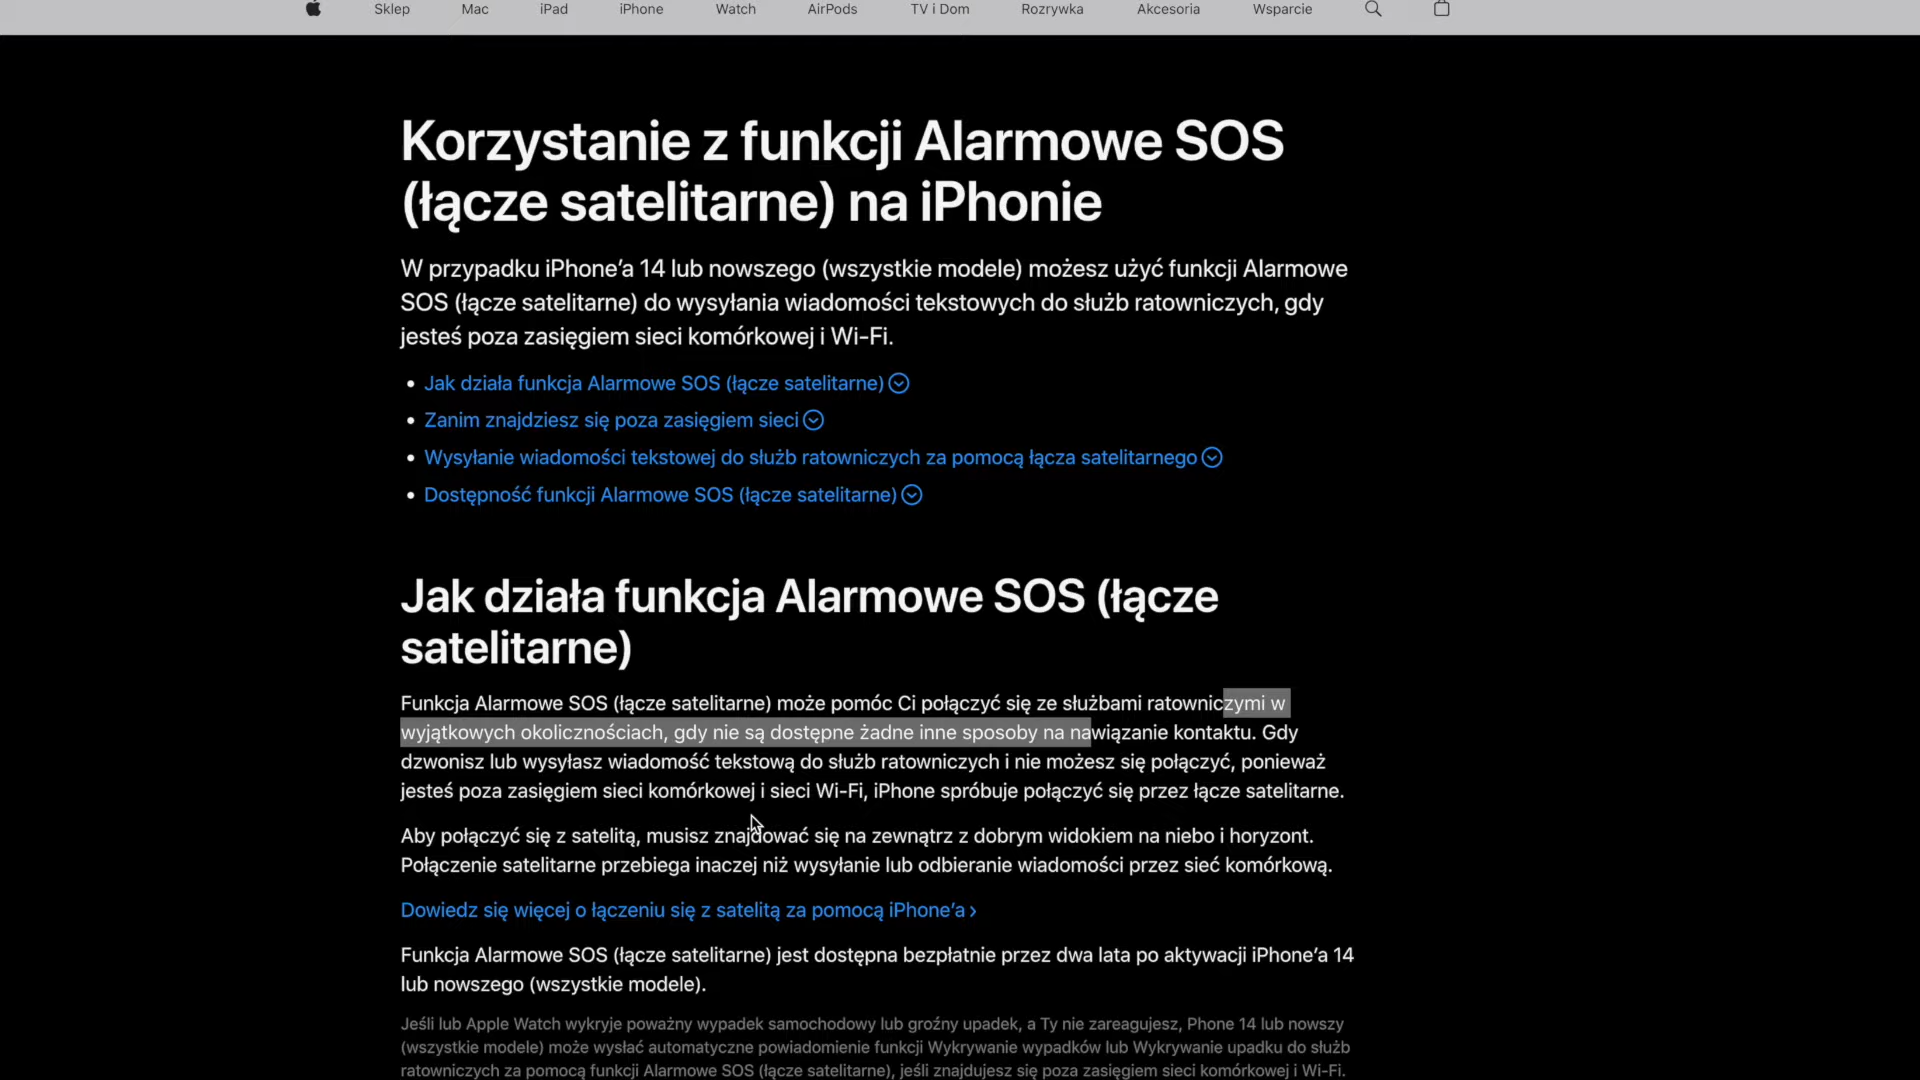 Sklep Mac iPad iPhone Watch AirPods TV i Dom Rozrywka Akcesoria Wsparcie
Korzystanie z funkcji Alarmowe SOS
(łącze satelitarne) na iPhonie
W przypadku iPhone’a 14 lub nowszego (wszystkie modele) możesz użyć funkcji Alarmowe
SOS (łącze satelitarne) do wysyłania wiadomości tekstowych do służb ratowniczych, gdy
jesteś poza zasięgiem sieci komórkowej i Wi-Fi.
• Jak działa funkcja Alarmowe SOS (łącze satelitarne)
• Zanim znajdziesz się poza zasięgiem sieci
• Wysyłanie wiadomości tekstowej do służb ratowniczych za pomocą łącza satelitarnego
• Dostępność funkcji Alarmowe SOS (łącze satelitarne)
Jak działa funkcja Alarmowe SOS (łącze
satelitarne)
Funkcja Alarmowe SOS (łącze satelitarne) może pomóc Ci połączyć się ze służbami ratowniczymi w
wyjątkowych okolicznościach, gdy nie są dostępne żadne inne sposoby na nawiązanie kontaktu. Gdy
dzwonisz lub wysyłasz wiadomość tekstową do służb ratowniczych i nie możesz się połączyć, ponieważ
jesteś poza zasięgiem sieci komórkowej i sieci Wi-Fi, iPhone spróbuje połączyć się przez łącze satelitarne.
Aby połączyć się z satelitą, musisz znajdować się na zewnątrz z dobrym widokiem na niebo i horyzont.
Połączenie satelitarne przebiega inaczej niż wysyłanie lub odbieranie wiadomości przez sieć komórkową.
Dowiedz się więcej o łączeniu się z satelitą za pomocą iPhone’a ›
Funkcja Alarmowe SOS (łącze satelitarne) jest dostępna bezpłatnie przez dwa lata po aktywacji iPhone’a 14
lub nowszego (wszystkie modele).
Jeśli lub Apple Watch wykryje poważny wypadek samochodowy lub groźny upadek, a Ty nie zareagujesz, Phone 14 lub nowszy
(wszystkie modele) może wysłać automatyczne powiadomienie funkcji Wykrywanie wypadków lub Wykrywanie upadku do służb
ratowniczych za pomocą funkcji Alarmowe SOS (łącze satelitarne), jeśli znajdujesz się poza zasięgiem sieci komórkowej i Wi-Fi.